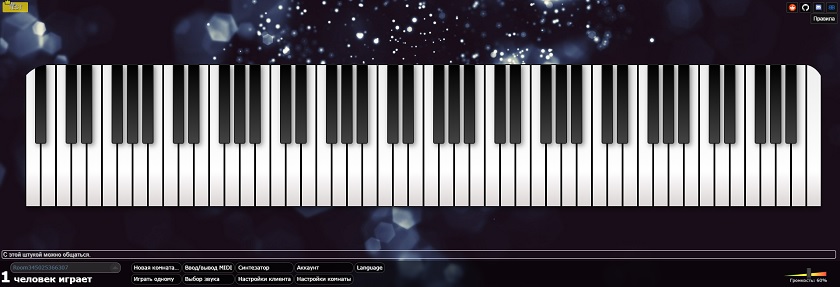 Правила
С этой штукой можно общаться.
Новая комната...
Ввод/вывод MIDI
Синтезатор
Аккаунт
Language
1 человек играет
Играть одному
Выбор звука
Настройки клиента
Настройки комнаты
Громкость: 60%